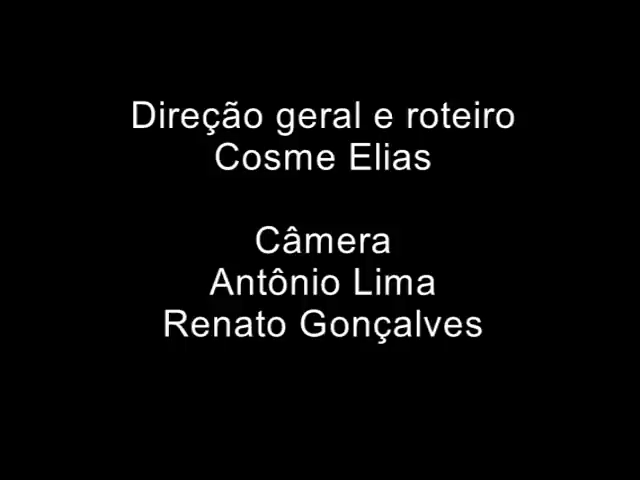 Direção geral e roteiro
Cosme Elias
Câmera
Antônio Lima
Renato Gonçalves